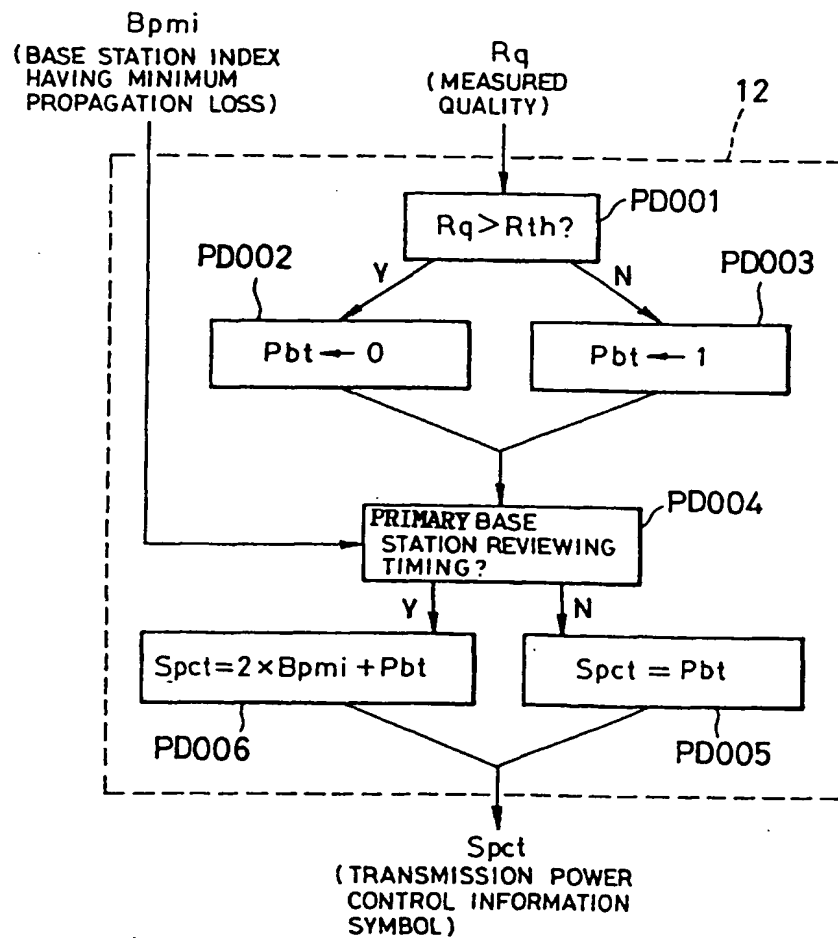 Bpmi
(BASE STATION INDEX
HAVING MINIMUM
PROPAGATION LOSS)
Rq
(MEASURED
QUALITY)
12
Rq>Rth?
PD001
Y
N
PD002
PD003
Pbt ← 0
Pbt ← 1
PRIMARY BASE
STATION REVIEWING
TIMING?
PD004
Y
N
Spct=2×Bpmi+Pbt
Spct = Pbt
PD006
PD005
Spct
(TRANSMISSION POWER
CONTROL INFORMATION
SYMBOL)